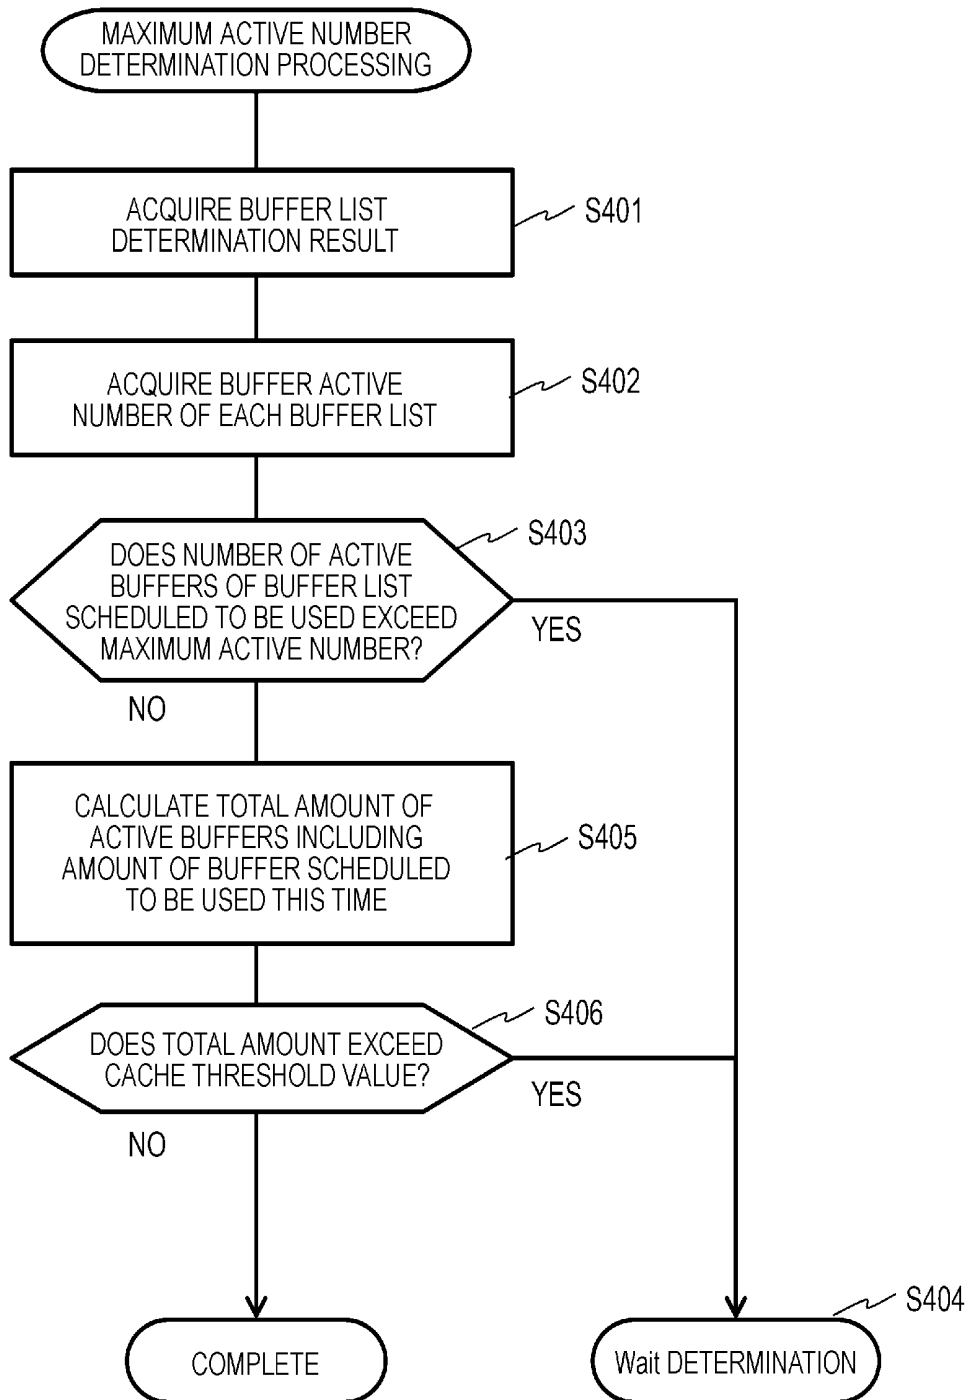 MAXIMUM ACTIVE NUMBER
DETERMINATION PROCESSING
ACQUIRE BUFFER LIST
DETERMINATION RESULT
S401
ACQUIRE BUFFER ACTIVE
NUMBER OF EACH BUFFER LIST
S402
DOES NUMBER OF ACTIVE
BUFFERS OF BUFFER LIST
SCHEDULED TO BE USED EXCEED
MAXIMUM ACTIVE NUMBER?
S403
YES
NO
CALCULATE TOTAL AMOUNT OF
ACTIVE BUFFERS INCLUDING
AMOUNT OF BUFFER SCHEDULED
TO BE USED THIS TIME
S405
DOES TOTAL AMOUNT EXCEED
CACHE THRESHOLD VALUE?
S406
YES
NO
COMPLETE
Wait DETERMINATION
S404